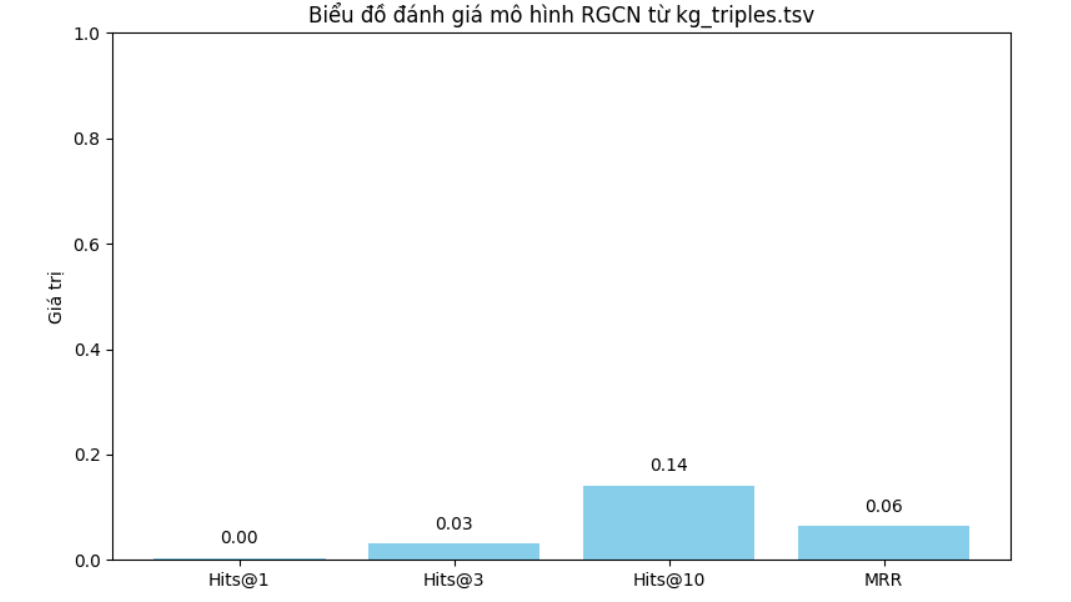 Biểu đồ đánh giá mô hình RGCN từ kg_triples.tsv
1.0
0.8
0.6
0.4
0.2
0.0
Giá trị
0.00
0.03
0.14
0.06
Hits@1
Hits@3
Hits@10
MRR